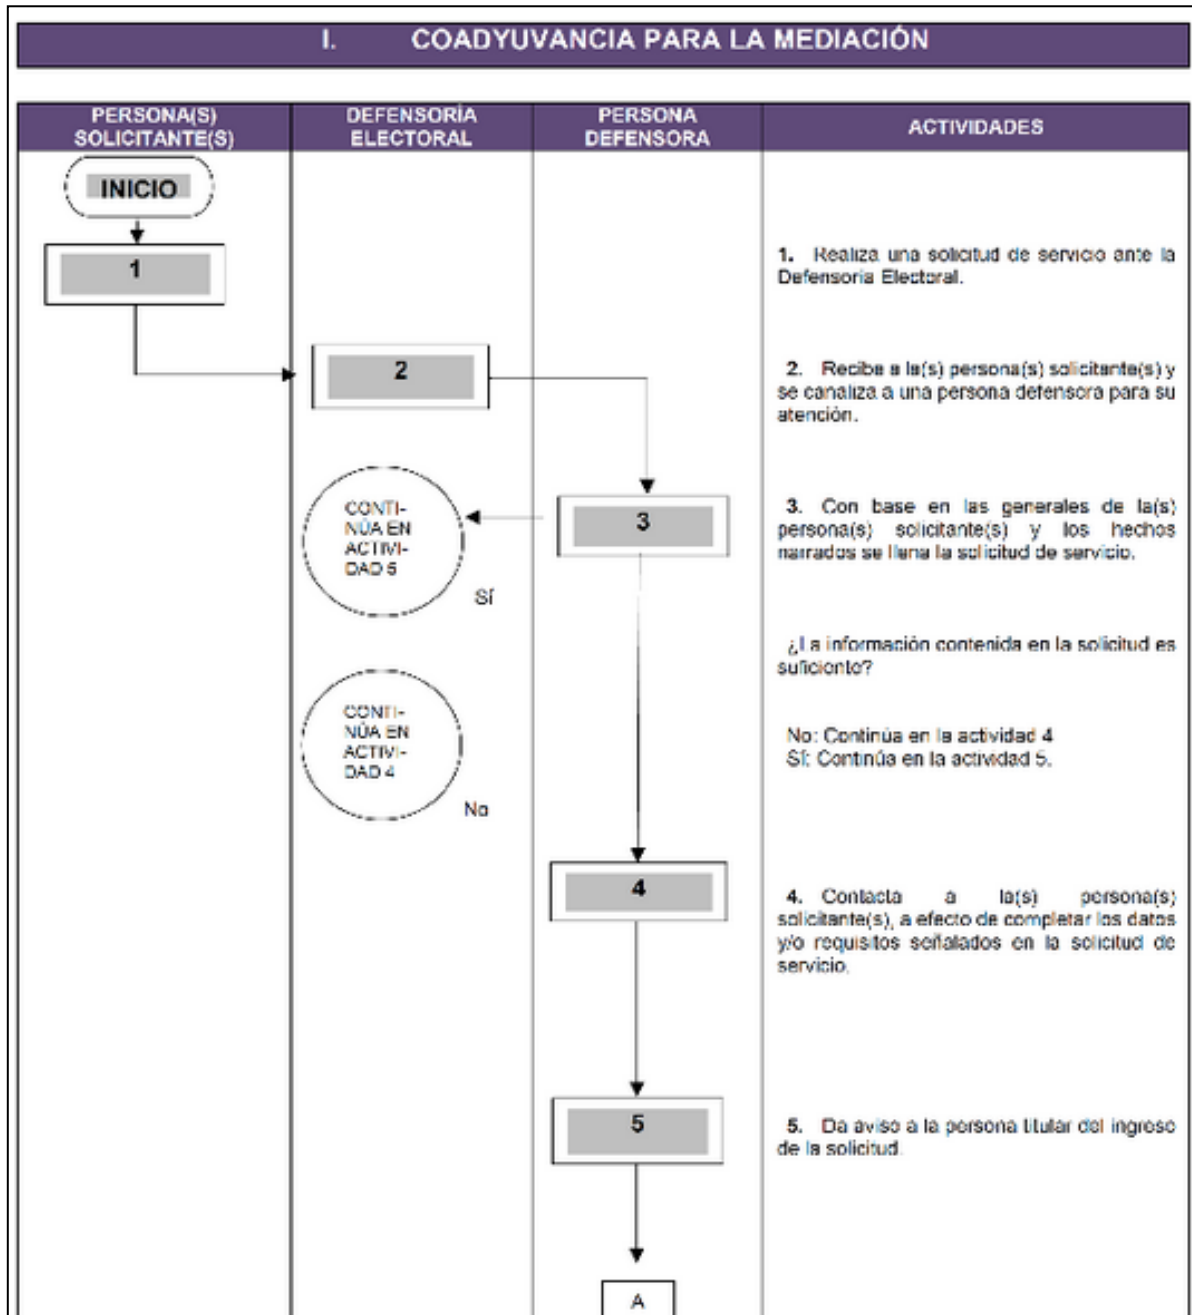 I. COADYUVANCIA PARA LA MEDIACIÓN
PERSONA(S)
SOLICITANTE(S)
DEFENSORÍA
ELECTORAL
PERSONA
DEFENSORA
ACTIVIDADES
INICIO
1
1. Realiza una solicitud de servicio ante la
Defensoría Electoral.
2
2. Recibe a la(s) persona(s) solicitante(s) y
se canaliza a una persona defensora para su
atención.
CONTI-
NÚA EN
ACTIVI-
DAD 5
Sí
3
3. Con base en las generales de la(s)
persona(s) solicitante(s) y los hechos
narrados se llena la solicitud de servicio.
¿La información contenida en la solicitud es
suficiente?
CONTI-
NÚA EN
ACTIVI-
DAD 4
No
No: Continúa en la actividad 4
Sí: Continúa en la actividad 5.
4
4. Contacta a la(s) persona(s)
solicitante(s), a efecto de completar los datos
y/o requisitos señalados en la solicitud de
servicio.
5
5. Da aviso a la persona titular del ingreso
de la solicitud.
A